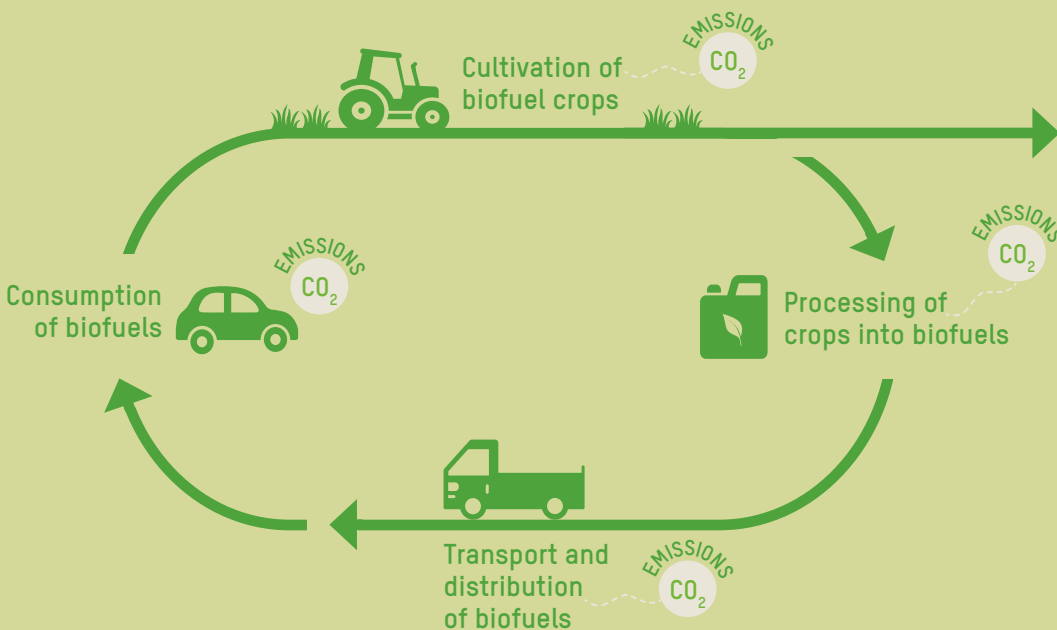 EMISSIONS
CO₂
Cultivation of
biofuel crops
EMISSIONS
CO₂
Processing of
crops into biofuels
EMISSIONS
CO₂
Transport and
distribution
of biofuels
EMISSIONS
CO₂
Consumption
of biofuels